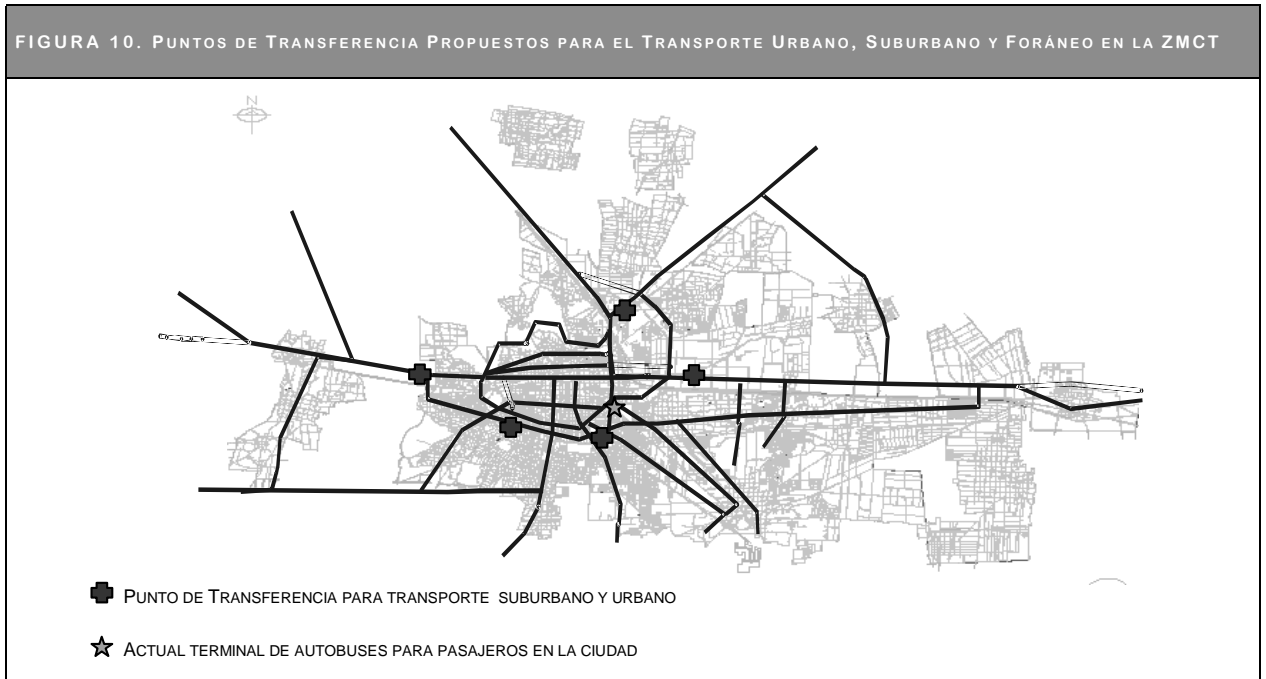 FIGURA 10. PUNTOS DE TRANSFERENCIA PROPUESTOS PARA EL TRANSPORTE URBANO, SUBURBANO Y FORÁNEO EN LA ZMCT
N
PUNTO DE TRANSFERENCIA PARA TRANSPORTE SUBURBANO Y URBANO
ACTUAL TERMINAL DE AUTOBUSES PARA PASAJEROS EN LA CIUDAD